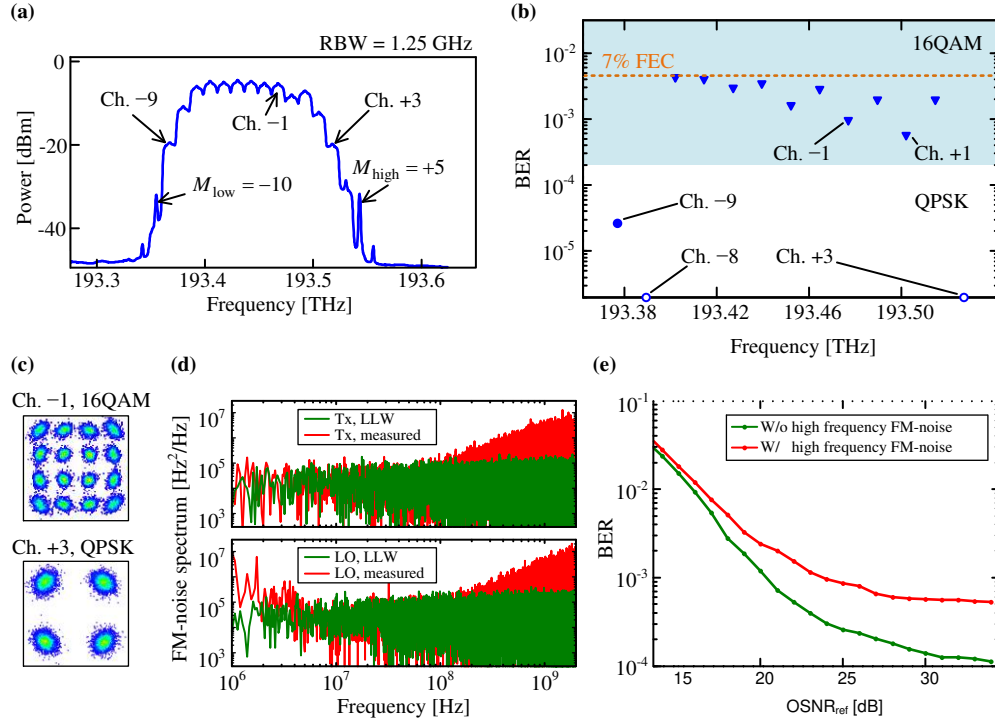 (a)
RBW = 1.25 GHz
0
-20
-40
Power [dBm]
Ch. −9
Ch. −1
Ch. +3
M_low = −10
M_high = +5
193.3 193.4 193.5 193.6
Frequency [THz]
(b)
10^-2
10^-3
10^-4
10^-5
BER
16QAM
7% FEC
Ch. −1
Ch. +1
QPSK
Ch. −9
Ch. −8
Ch. +3
193.38 193.42 193.46 193.50
Frequency [THz]
(c)
Ch. −1, 16QAM
Ch. +3, QPSK
(d)
FM-noise spectrum [Hz^2/Hz]
10^7
10^5
10^3
Tx, LLW
Tx, measured
10^7
10^5
10^3
LO, LLW
LO, measured
10^6 10^7 10^8 10^9
Frequency [Hz]
(e)
10^-1
10^-2
10^-3
10^-4
BER
W/o high frequency FM-noise
W/ high frequency FM-noise
15 20 25 30
OSNR_ref [dB]